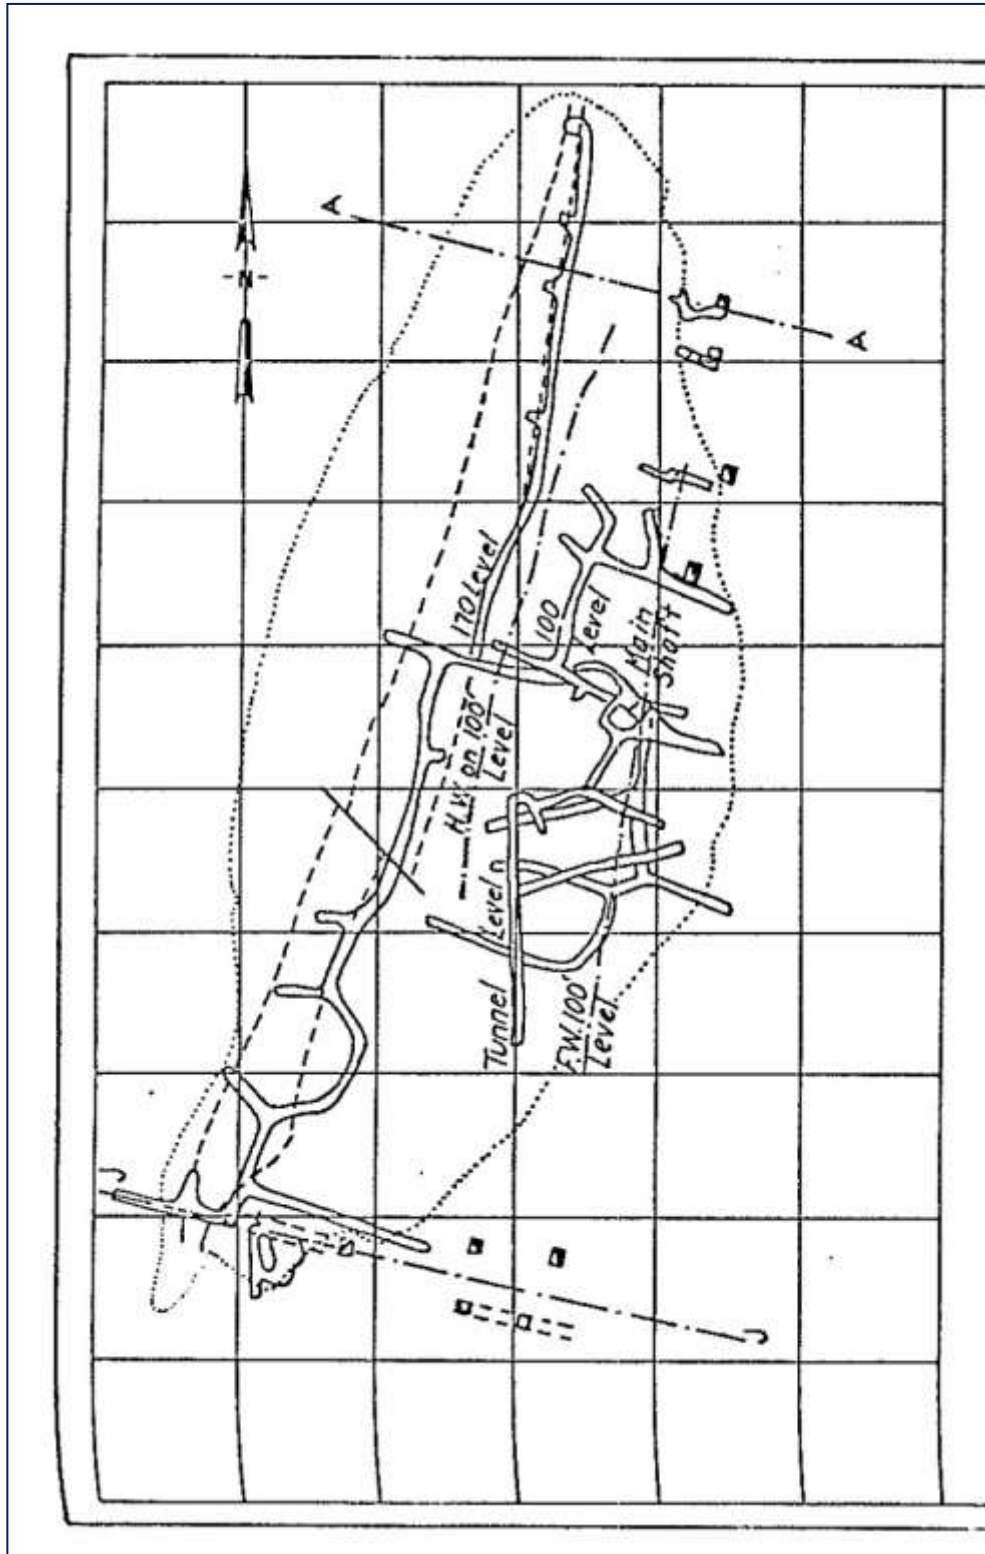 A
N
A
170 Level
100
Level
Main
Shaft
H.W. on 100'
Level
Level
Tunnel
F.W. 100'
Level
J
J